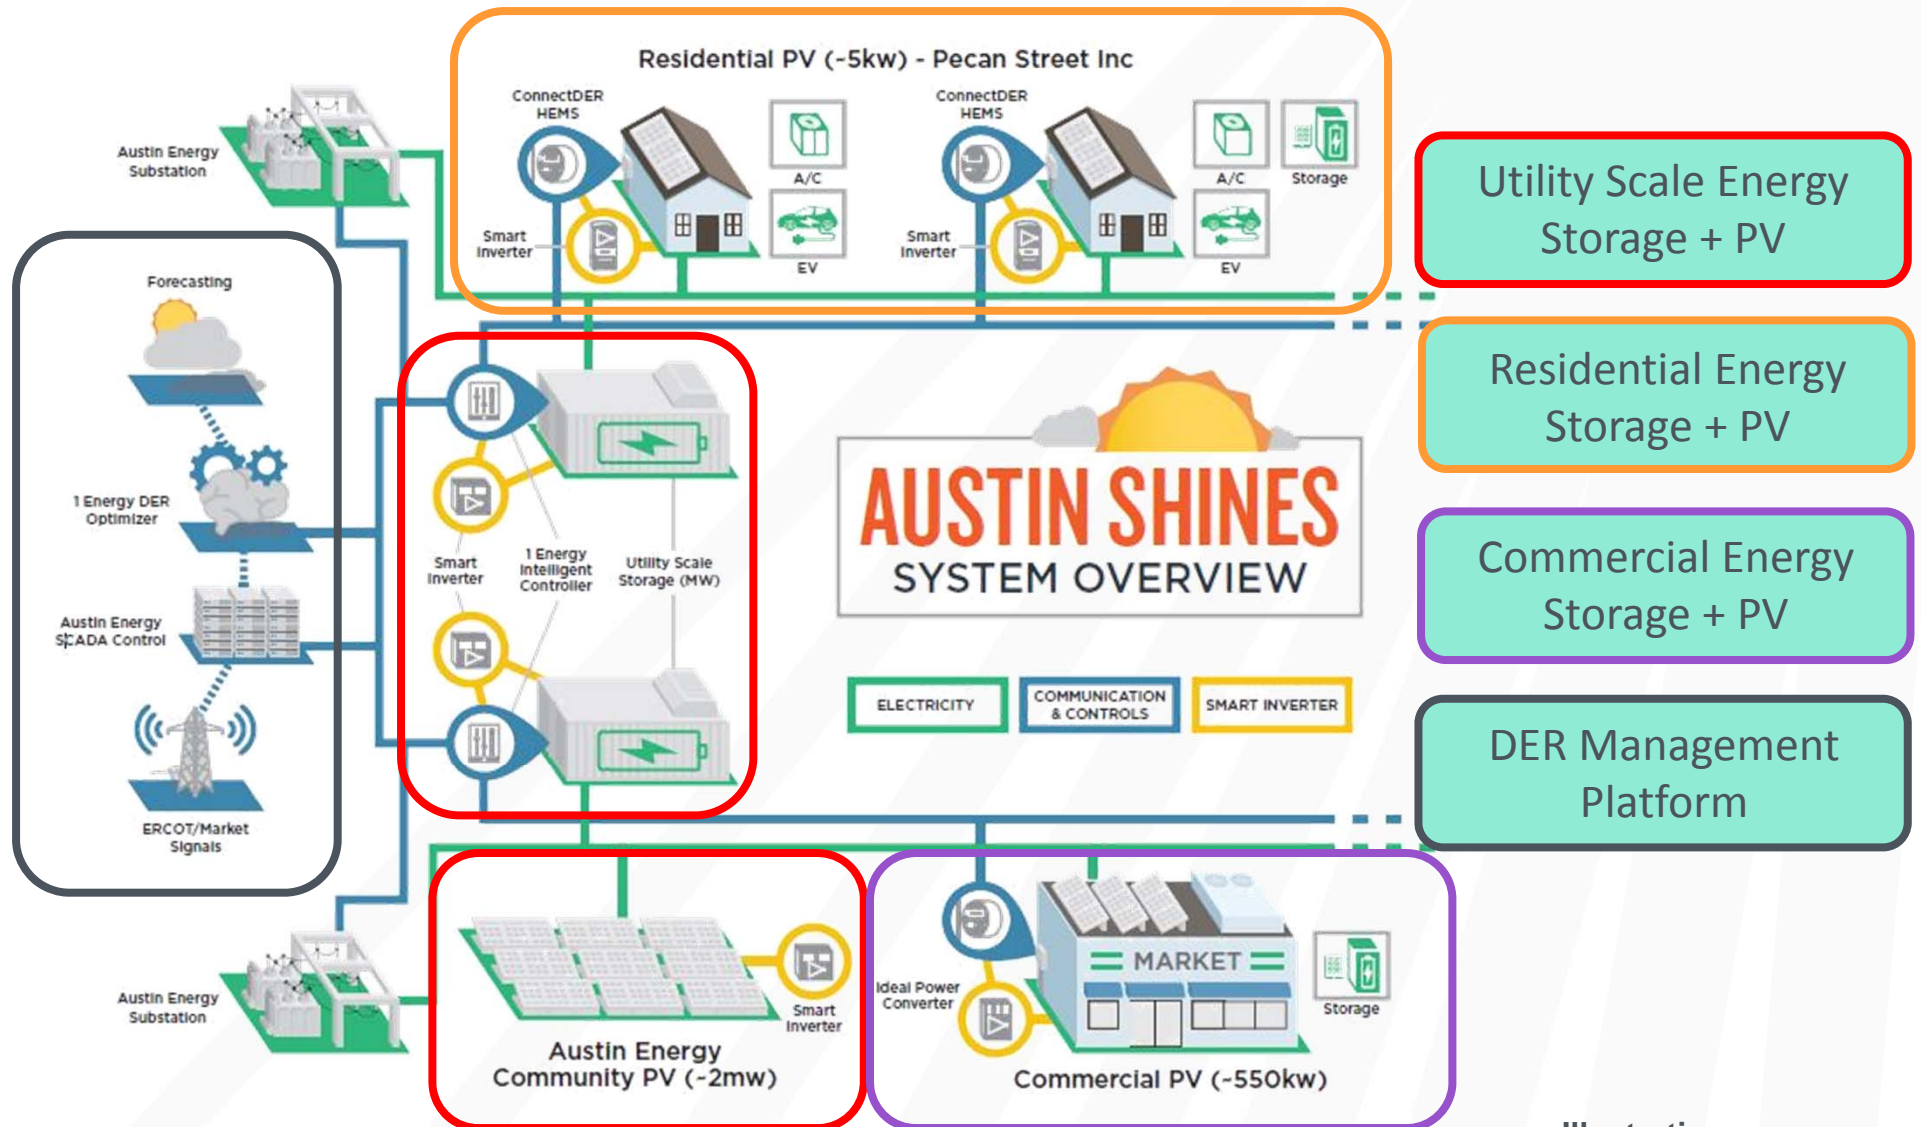 Residential PV (~5kw) - Pecan Street Inc
ConnectDER
HEMS
Smart
Inverter
A/C
EV
ConnectDER
HEMS
Smart
Inverter
A/C
Storage
EV
Austin Energy
Substation
Forecasting
1 Energy DER
Optimizer
Austin Energy
SCADA Control
ERCOT/Market
Signals
Smart
Inverter
1 Energy
Intelligent
Controller
Utility Scale
Storage (MW)
AUSTIN SHINES
SYSTEM OVERVIEW
ELECTRICITY
COMMUNICATION
& CONTROLS
SMART INVERTER
Utility Scale Energy
Storage + PV
Residential Energy
Storage + PV
Commercial Energy
Storage + PV
DER Management
Platform
Austin Energy
Substation
Smart
Inverter
Austin Energy
Community PV (~2mw)
Ideal Power
Converter
MARKET
Storage
Commercial PV (~550kw)